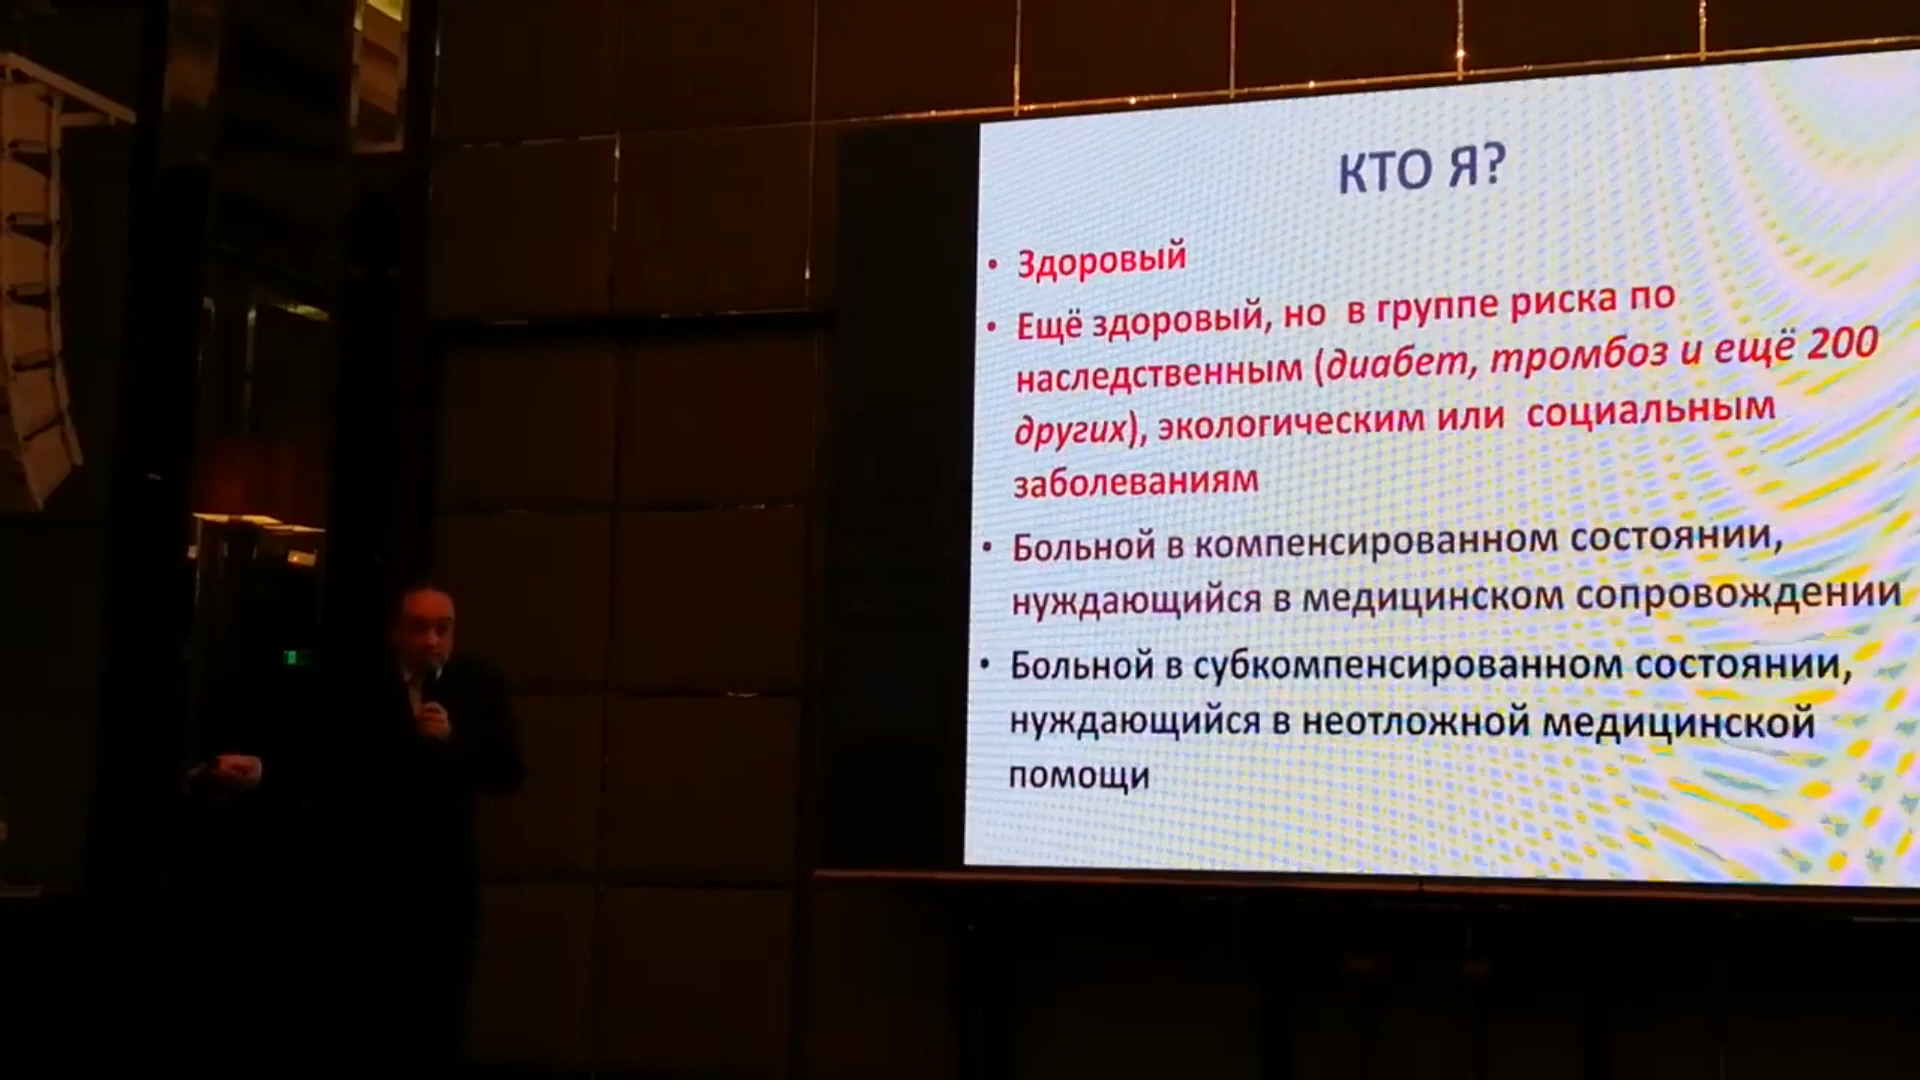 КТО Я?
• Здоровый
• Ещё здоровый, но в группе риска по
наследственным (диабет, тромбоз и ещё 200
других), экологическим или социальным
заболеваниям
• Больной в компенсированном состоянии,
нуждающийся в медицинском сопровождении
• Больной в субкомпенсированном состоянии,
нуждающийся в неотложной медицинской
помощи